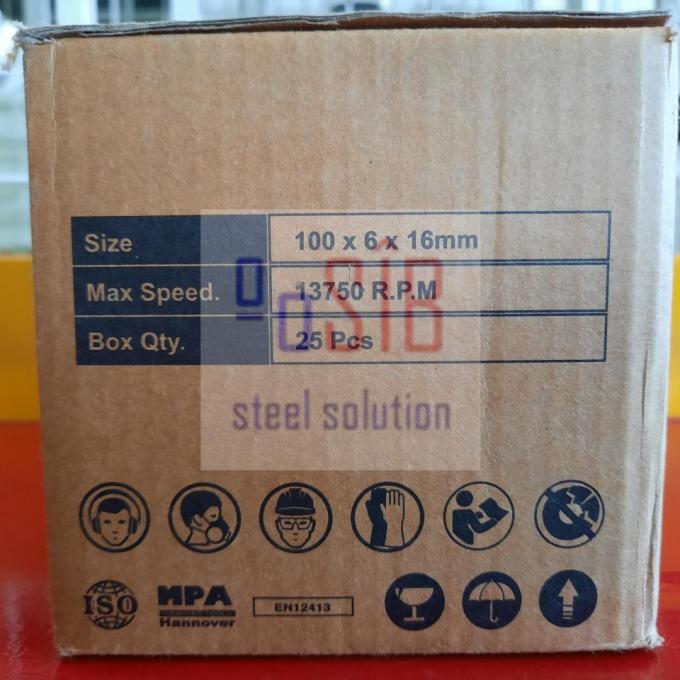 Size 100 x 6 x 16mm
Max Speed. 13750 R.P.M
Box Qty. 25 Pcs
SIB
steel solution
ISO MPA EN12413
Hannover